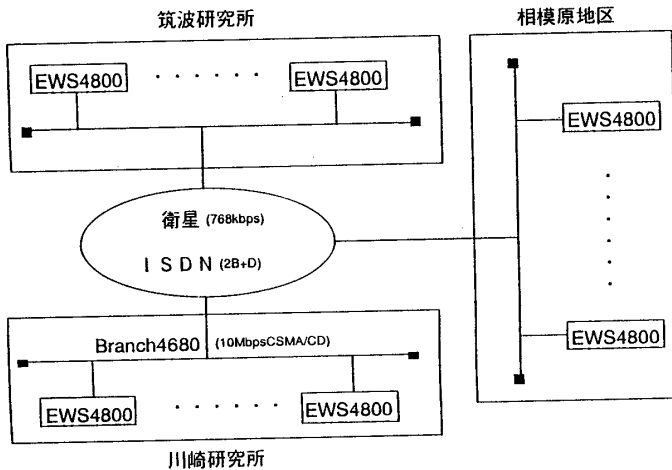 筑波研究所
EWS4800 ・・・・・・ EWS4800
相模原地区
EWS4800
EWS4800
衛星 (768kbps)
ISDN (2B+D)
Branch4680 (10MbpsCSMA/CD)
EWS4800 ・・・・・・ EWS4800
川崎研究所